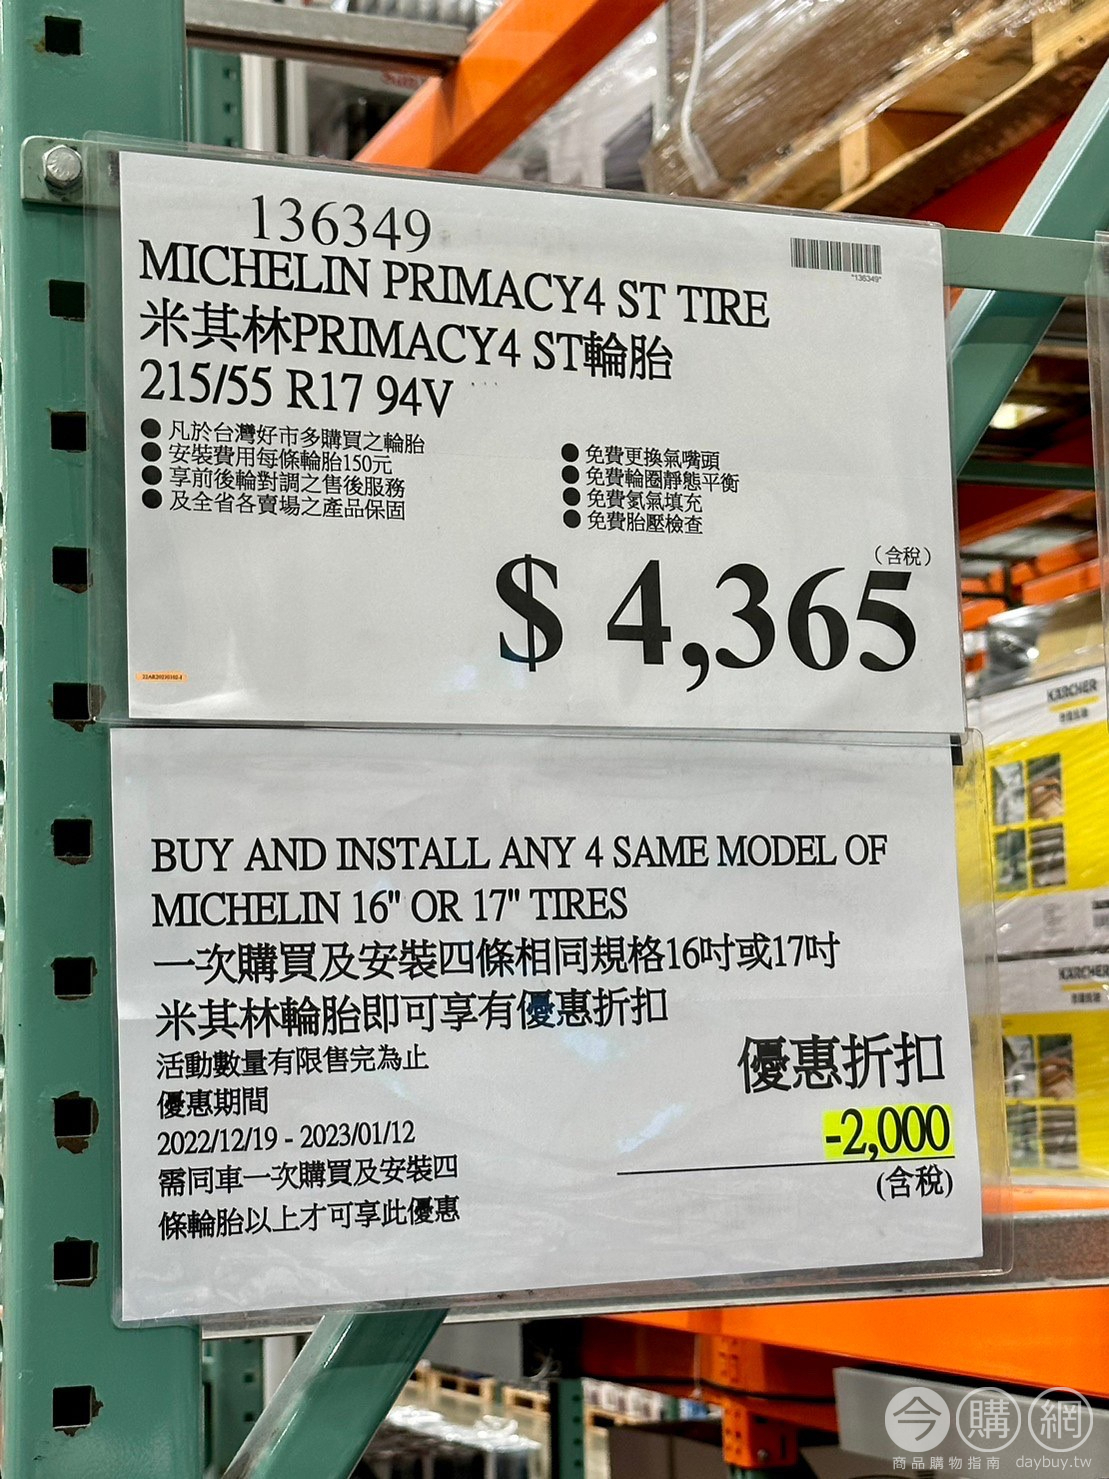 136349
"136349"
MICHELIN PRIMACY4 ST TIRE
米其林PRIMACY4 ST輪胎
215/55 R17 94V
● 凡於台灣好市多購買之輪胎
● 安裝費用每條輪胎150元
● 享前後輪對調之售後服務
● 及全省各賣場之產品保固
● 免費更換氣嘴頭
● 免費輪圈靜態平衡
● 免費氮氣填充
● 免費胎壓檢查
(含稅)
$ 4,365
BUY AND INSTALL ANY 4 SAME MODEL OF
MICHELIN 16" OR 17" TIRES
一次購買及安裝四條相同規格16吋或17吋
米其林輪胎即可享有優惠折扣
活動數量有限售完為止
優惠期間
2022/12/19 - 2023/01/12
需同車一次購買及安裝四
條輪胎以上才可享此優惠
優惠折扣
-2,000
(含稅)
KARCHER
KARCHER
今購網
商品購物指南 daybuy.tw